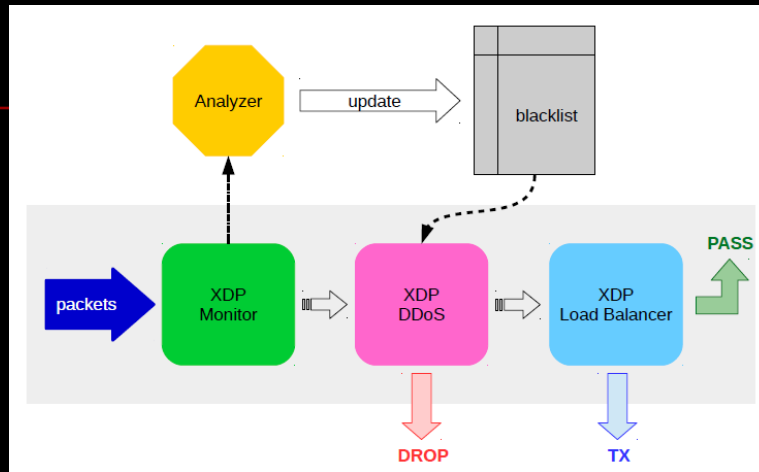 Analyzer
update
blacklist
PASS
packets
XDP
Monitor
XDP
DDoS
XDP
Load Balancer
DROP
TX